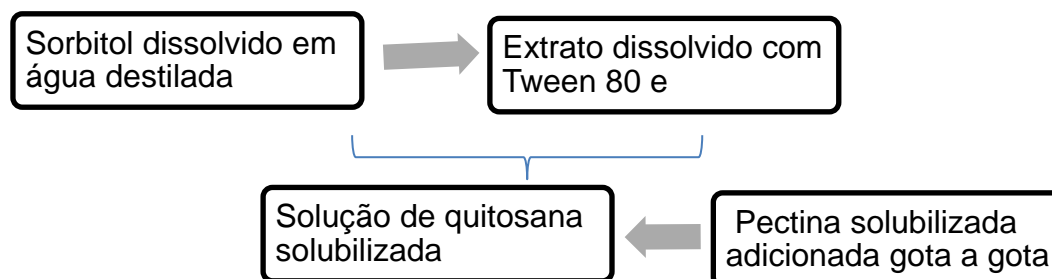 Sorbitol dissolvido em
água destilada
Extrato dissolvido com
Tween 80 e
Solução de quitosana
solubilizada
Pectina solubilizada
adicionada gota a gota